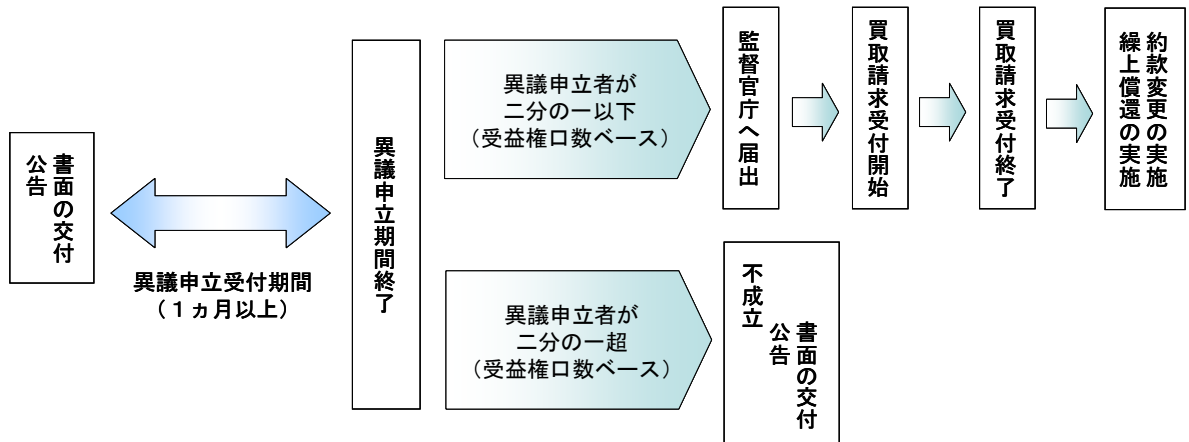 書面の交付
公告
異議申立受付期間
（１ヵ月以上）
異議申立期間終了
異議申立者が
二分の一以下
（受益権口数ベース）
監督官庁へ届出
買取請求受付開始
買取請求受付終了
約款変更の実施
繰上償還の実施
異議申立者が
二分の一超
（受益権口数ベース）
不成立
書面の交付
公告